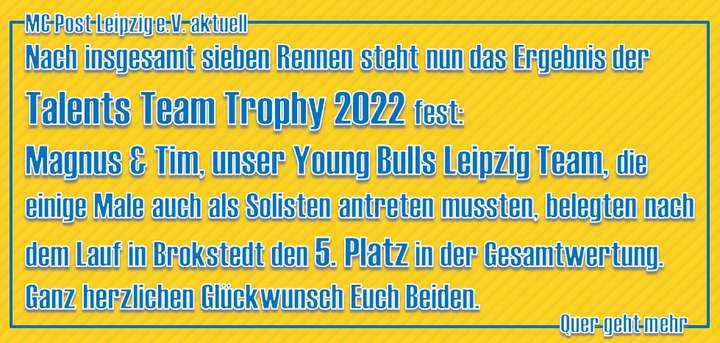 MC Post Leipzig e.V. aktuell
Nach insgesamt sieben Rennen steht nun das Ergebnis der
Talents Team Trophy 2022 fest:
Magnus & Tim, unser Young Bulls Leipzig Team, die
einige Male auch als Solisten antreten mussten, belegten nach
dem Lauf in Brokstedt den 5. Platz in der Gesamtwertung.
Ganz herzlichen Glückwunsch Euch Beiden.
Quer geht mehr